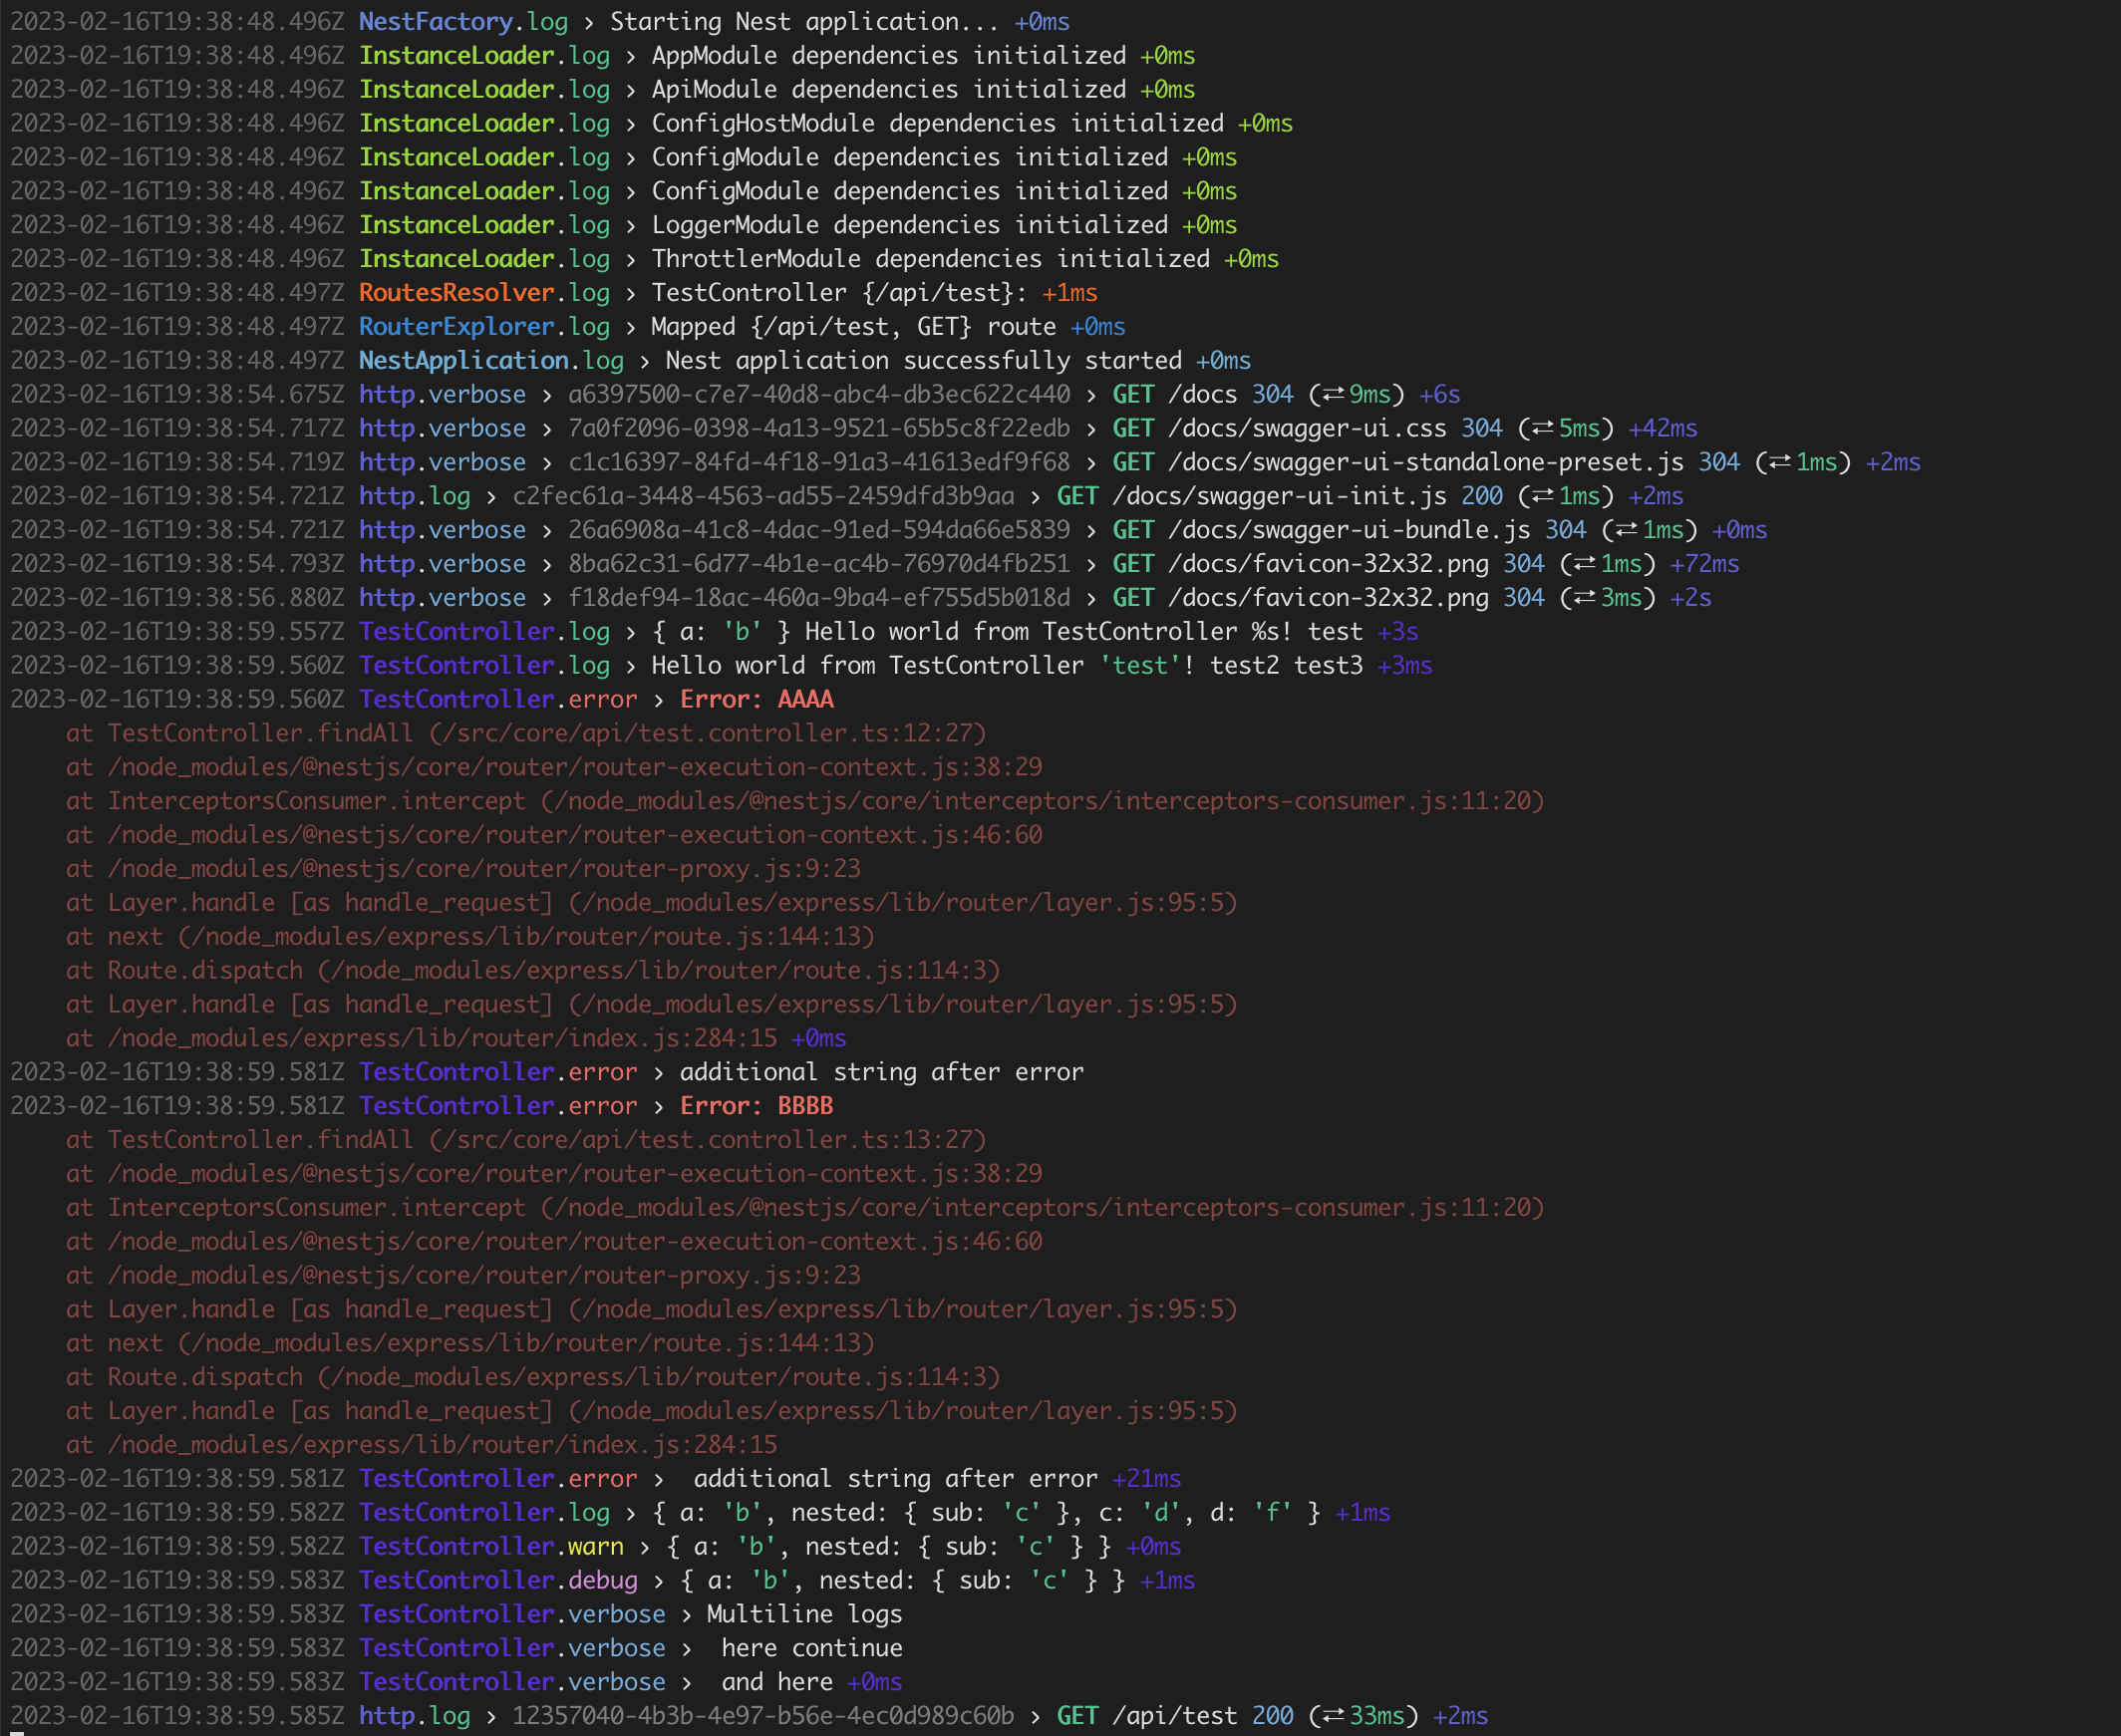 2023-02-16T19:38:48.496Z NestFactory.log › Starting Nest application... +0ms
2023-02-16T19:38:48.496Z InstanceLoader.log › AppModule dependencies initialized +0ms
2023-02-16T19:38:48.496Z InstanceLoader.log › ApiModule dependencies initialized +0ms
2023-02-16T19:38:48.496Z InstanceLoader.log › ConfigHostModule dependencies initialized +0ms
2023-02-16T19:38:48.496Z InstanceLoader.log › ConfigModule dependencies initialized +0ms
2023-02-16T19:38:48.496Z InstanceLoader.log › ConfigModule dependencies initialized +0ms
2023-02-16T19:38:48.496Z InstanceLoader.log › LoggerModule dependencies initialized +0ms
2023-02-16T19:38:48.496Z InstanceLoader.log › ThrottlerModule dependencies initialized +0ms
2023-02-16T19:38:48.497Z RoutesResolver.log › TestController {/api/test}: +1ms
2023-02-16T19:38:48.497Z RouterExplorer.log › Mapped {/api/test, GET} route +0ms
2023-02-16T19:38:48.497Z NestApplication.log › Nest application successfully started +0ms
2023-02-16T19:38:54.675Z http.verbose › a6397500-c7e7-40d8-abc4-db3ec622c440 › GET /docs 304 (⇄9ms) +6s
2023-02-16T19:38:54.717Z http.verbose › 7a0f2096-0398-4a13-9521-65b5c8f22edb › GET /docs/swagger-ui.css 304 (⇄5ms) +42ms
2023-02-16T19:38:54.719Z http.verbose › c1c16397-84fd-4f18-91a3-41613edf9f68 › GET /docs/swagger-ui-standalone-preset.js 304 (⇄1ms) +2ms
2023-02-16T19:38:54.721Z http.log › c2fec61a-3448-4563-ad55-2459dfd3b9aa › GET /docs/swagger-ui-init.js 200 (⇄1ms) +2ms
2023-02-16T19:38:54.721Z http.verbose › 26a6908a-41c8-4dac-91ed-594da66e5839 › GET /docs/swagger-ui-bundle.js 304 (⇄1ms) +0ms
2023-02-16T19:38:54.793Z http.verbose › 8ba62c31-6d77-4b1e-ac4b-76970d4fb251 › GET /docs/favicon-32x32.png 304 (⇄1ms) +72ms
2023-02-16T19:38:56.880Z http.verbose › f18def94-18ac-460a-9ba4-ef755d5b018d › GET /docs/favicon-32x32.png 304 (⇄3ms) +2s
2023-02-16T19:38:59.557Z TestController.log › { a: 'b' } Hello world from TestController %s! test +3s
2023-02-16T19:38:59.560Z TestController.log › Hello world from TestController 'test'! test2 test3 +3ms
2023-02-16T19:38:59.560Z TestController.error › Error: AAAA
    at TestController.findAll (/src/core/api/test.controller.ts:12:27)
    at /node_modules/@nestjs/core/router/router-execution-context.js:38:29
    at InterceptorsConsumer.intercept (/node_modules/@nestjs/core/interceptors/interceptors-consumer.js:11:20)
    at /node_modules/@nestjs/core/router/router-execution-context.js:46:60
    at /node_modules/@nestjs/core/router/router-proxy.js:9:23
    at Layer.handle [as handle_request] (/node_modules/express/lib/router/layer.js:95:5)
    at next (/node_modules/express/lib/router/route.js:144:13)
    at Route.dispatch (/node_modules/express/lib/router/route.js:114:3)
    at Layer.handle [as handle_request] (/node_modules/express/lib/router/layer.js:95:5)
    at /node_modules/express/lib/router/index.js:284:15 +0ms
2023-02-16T19:38:59.581Z TestController.error › additional string after error
2023-02-16T19:38:59.581Z TestController.error › Error: BBBB
    at TestController.findAll (/src/core/api/test.controller.ts:13:27)
    at /node_modules/@nestjs/core/router/router-execution-context.js:38:29
    at InterceptorsConsumer.intercept (/node_modules/@nestjs/core/interceptors/interceptors-consumer.js:11:20)
    at /node_modules/@nestjs/core/router/router-execution-context.js:46:60
    at /node_modules/@nestjs/core/router/router-proxy.js:9:23
    at Layer.handle [as handle_request] (/node_modules/express/lib/router/layer.js:95:5)
    at next (/node_modules/express/lib/router/route.js:144:13)
    at Route.dispatch (/node_modules/express/lib/router/route.js:114:3)
    at Layer.handle [as handle_request] (/node_modules/express/lib/router/layer.js:95:5)
    at /node_modules/express/lib/router/index.js:284:15
2023-02-16T19:38:59.581Z TestController.error ›  additional string after error +21ms
2023-02-16T19:38:59.582Z TestController.log › { a: 'b', nested: { sub: 'c' }, c: 'd', d: 'f' } +1ms
2023-02-16T19:38:59.582Z TestController.warn › { a: 'b', nested: { sub: 'c' } } +0ms
2023-02-16T19:38:59.583Z TestController.debug › { a: 'b', nested: { sub: 'c' } } +1ms
2023-02-16T19:38:59.583Z TestController.verbose › Multiline logs
2023-02-16T19:38:59.583Z TestController.verbose ›  here continue
2023-02-16T19:38:59.583Z TestController.verbose ›  and here +0ms
2023-02-16T19:38:59.585Z http.log › 12357040-4b3b-4e97-b56e-4ec0d989c60b › GET /api/test 200 (⇄33ms) +2ms